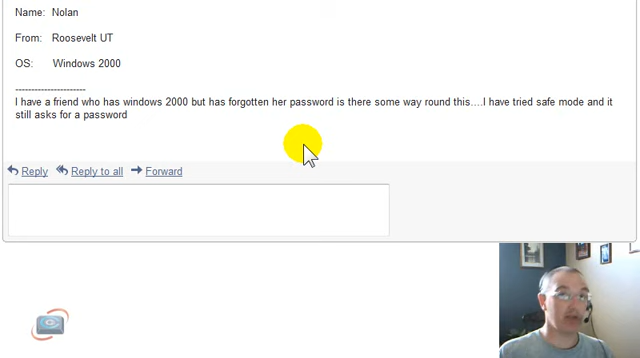 Name: Nolan
From: Roosevelt UT
OS: Windows 2000
----------------------
I have a friend who has windows 2000 but has forgotten her password is there some way round this....I have tried safe mode and it
still asks for a password
Reply Reply to all Forward